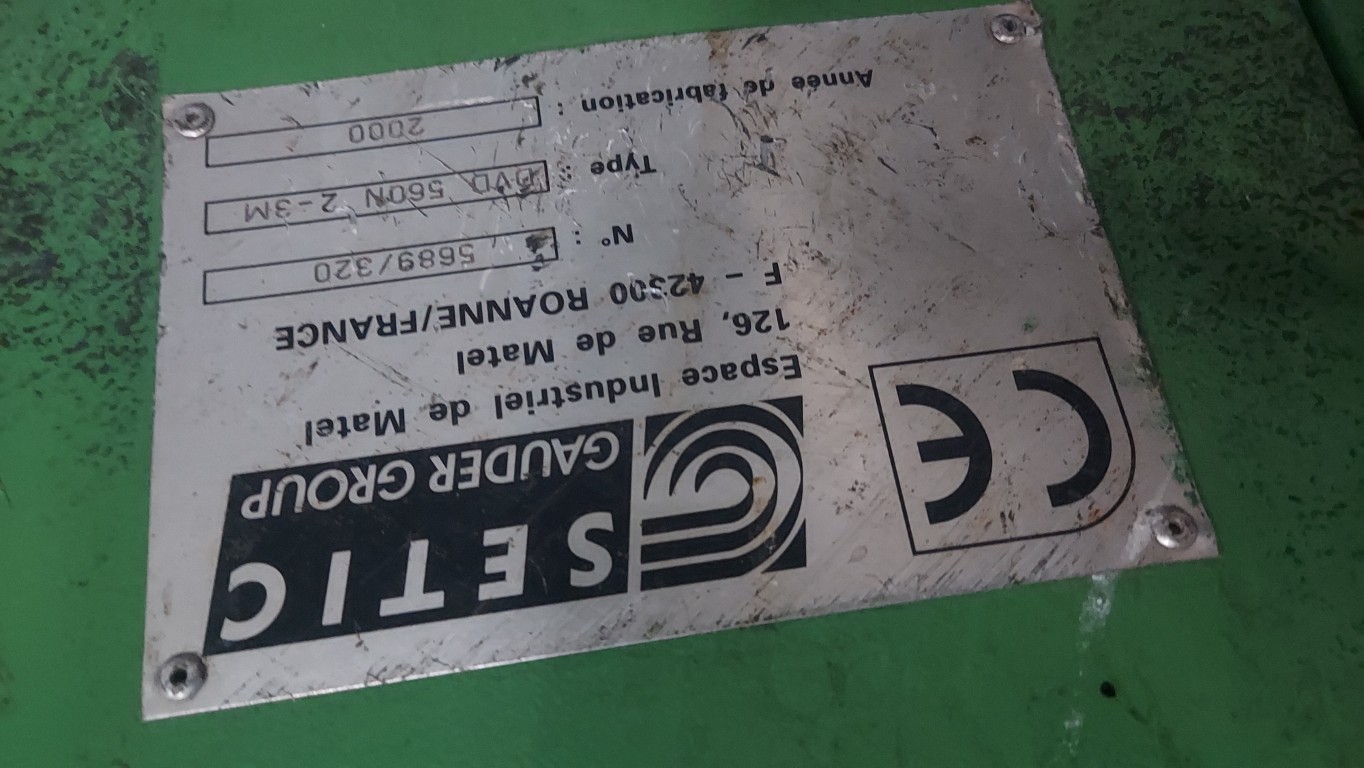 CE
SETIC
GAUDER GROUP
Espace Industriel de Matel
126, Rue de Matel
F - 42300 ROANNE/FRANCE
N° : 5689/320
Type : 560N 2-3M
Année de fabrication : 2000